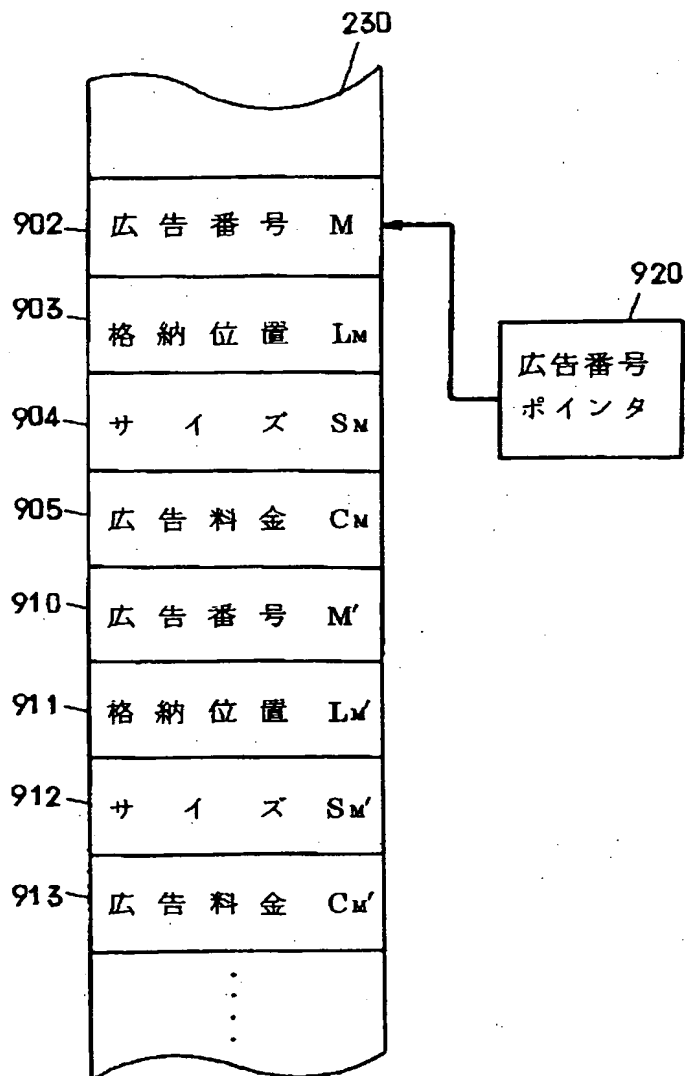 230
902 広告番号 M
920
903 格納位置 LM
広告番号
ポインタ
904 サイズ SM
905 広告料金 CM
910 広告番号 M′
911 格納位置 LM′
912 サイズ SM′
913 広告料金 CM′